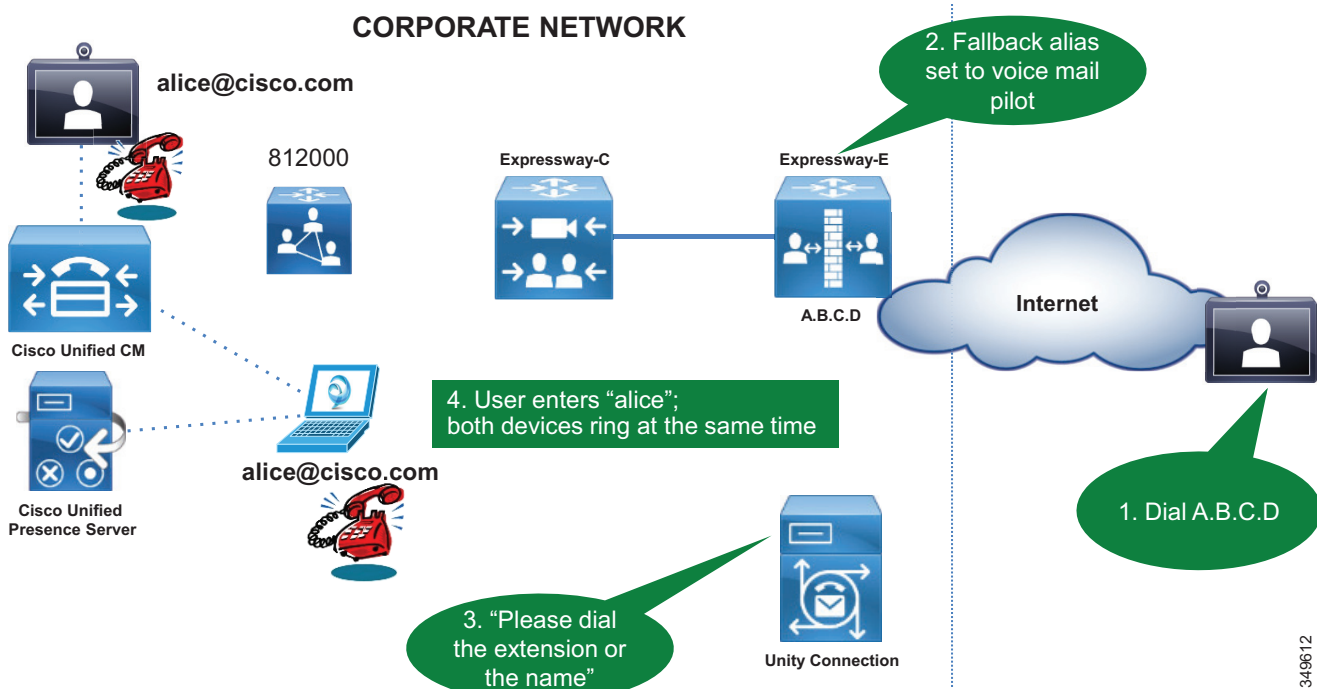 CORPORATE NETWORK
2. Fallback alias
set to voice mail
pilot
alice@cisco.com
812000
Expressway-C
Expressway-E
A.B.C.D
Internet
Cisco Unified CM
4. User enters “alice”;
both devices ring at the same time
alice@cisco.com
Cisco Unified
Presence Server
1. Dial A.B.C.D
3. “Please dial
the extension or
the name”
Unity Connection
349612